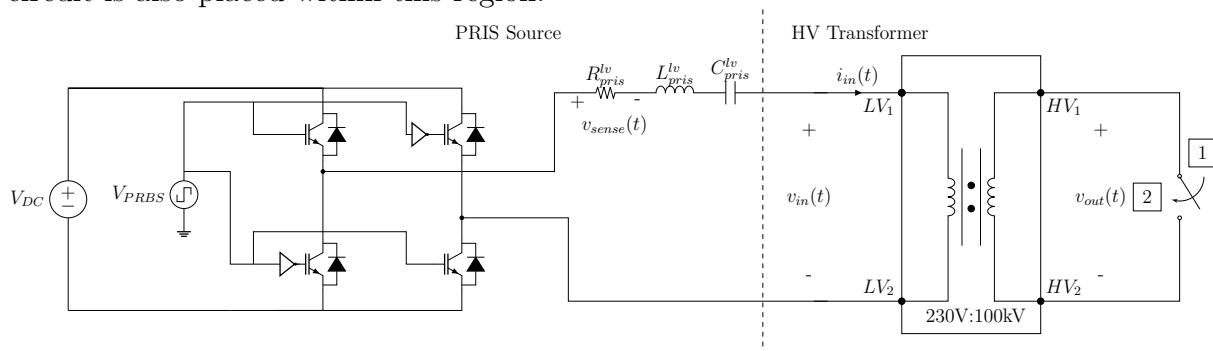 circuit is also placed within this region.
PRIS Source
HV Transformer
R^{lv}_{pris}
L^{lv}_{pris}
C^{lv}_{pris}
i_{in}(t)
+ -
v_{sense}(t)
LV_1
HV_1
+
+
1
V_{DC}
+
−
V_{PRBS}
v_{in}(t)
v_{out}(t)
2
-
-
LV_2
HV_2
230V:100kV